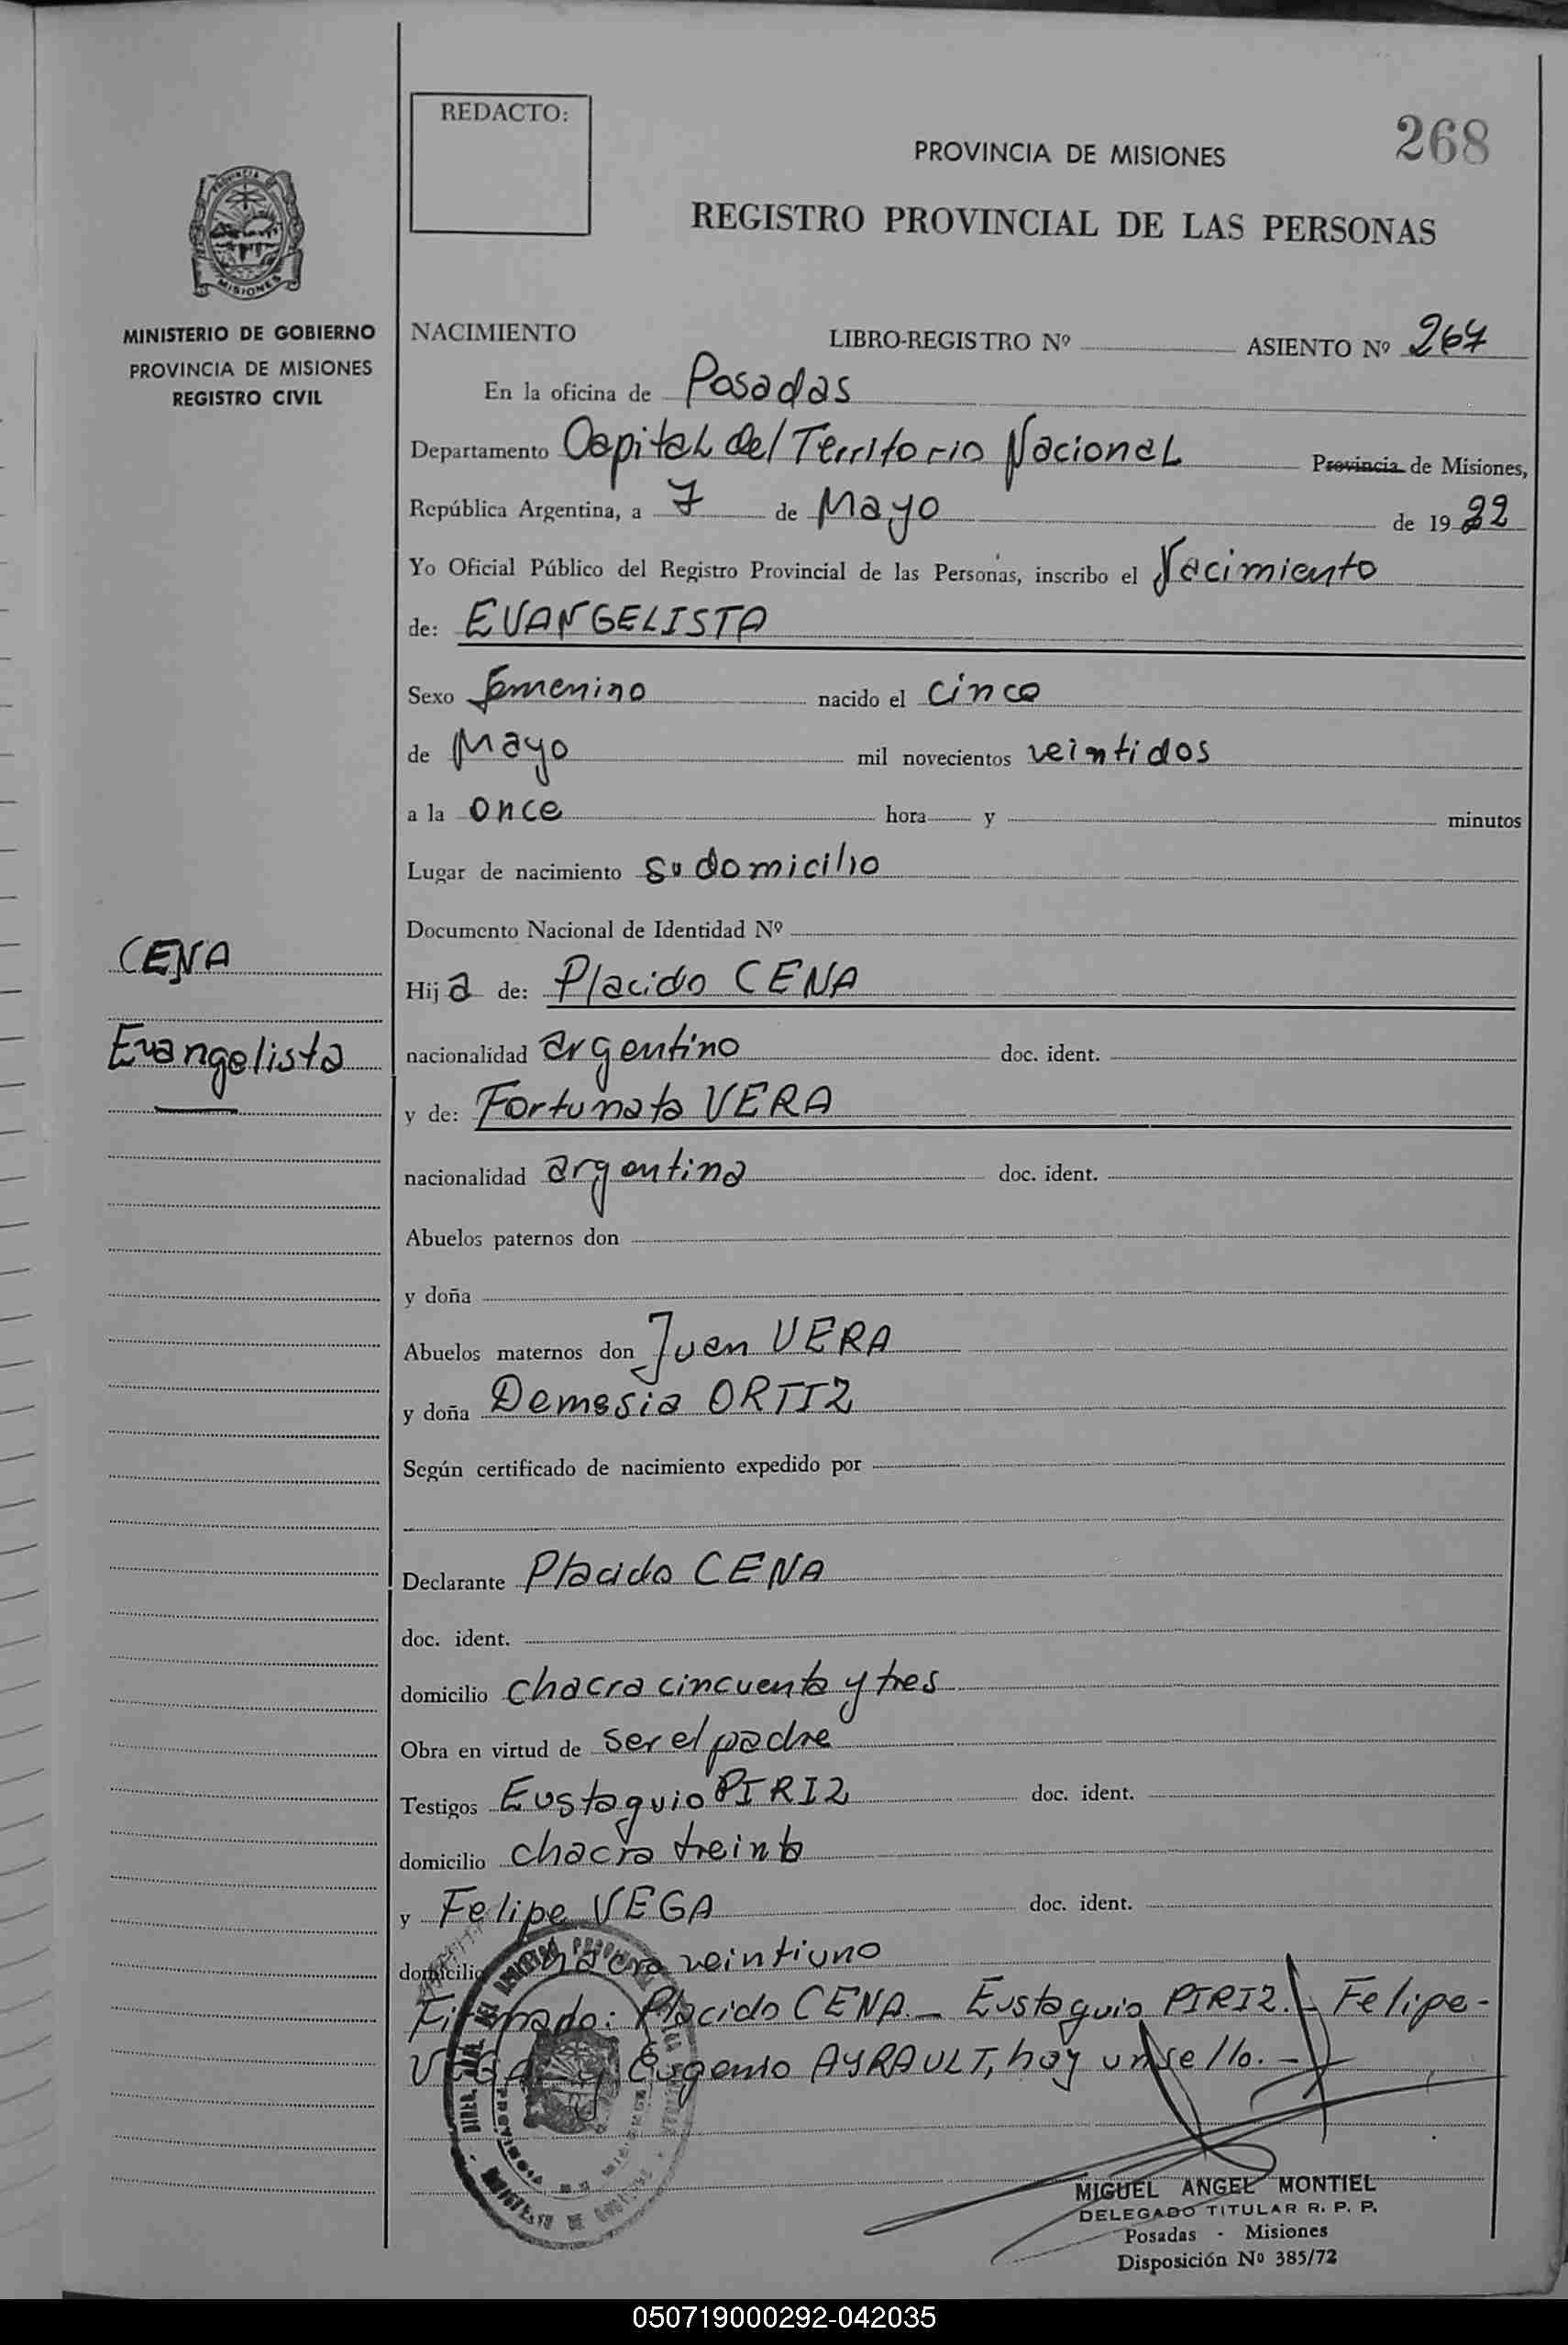 REDACTO:
268
PROVINCIA DE MISIONES
REGISTRO PROVINCIAL DE LAS PERSONAS
MISIONES
MINISTERIO DE GOBIERNO
PROVINCIA DE MISIONES
REGISTRO CIVIL
NACIMIENTO LIBRO-REGISTRO Nº ASIENTO Nº 267
En la oficina de Posadas
Departamento Capital del Territorio Nacional Provincia de Misiones,
República Argentina, a 7 de Mayo de 1922
Yo Oficial Público del Registro Provincial de las Personas, inscribo el Nacimiento
de: EVANGELISTA
Sexo femenino nacido el cinco
de Mayo mil novecientos veintidos
a la once hora y minutos
Lugar de nacimiento su domicilio
Documento Nacional de Identidad Nº
CENA
Hija de: Placido CENA
Evangelista
nacionalidad argentino doc. ident.
y de: Fortunata VERA
nacionalidad argentina doc. ident.
Abuelos paternos don
y doña
Abuelos maternos don Juan VERA
y doña Demesia ORTIZ
Según certificado de nacimiento expedido por
Declarante Placido CENA
doc. ident.
domicilio chacra cincuenta y tres
Obra en virtud de ser el padre
Testigos Eustaquio PIRIZ doc. ident.
domicilio chacra treinta
y Felipe VEGA doc. ident.
domicilio chacra veintiuno
Firmado: Placido CENA.- Eustaquio PIRIZ.- Felipe-
VEGA y Eugenio AYRAULT, hay un sello.-
MIGUEL ANGEL MONTIEL
DELEGADO TITULAR R. P. P.
Posadas - Misiones
Disposición Nº 385/72
050719000292-042035